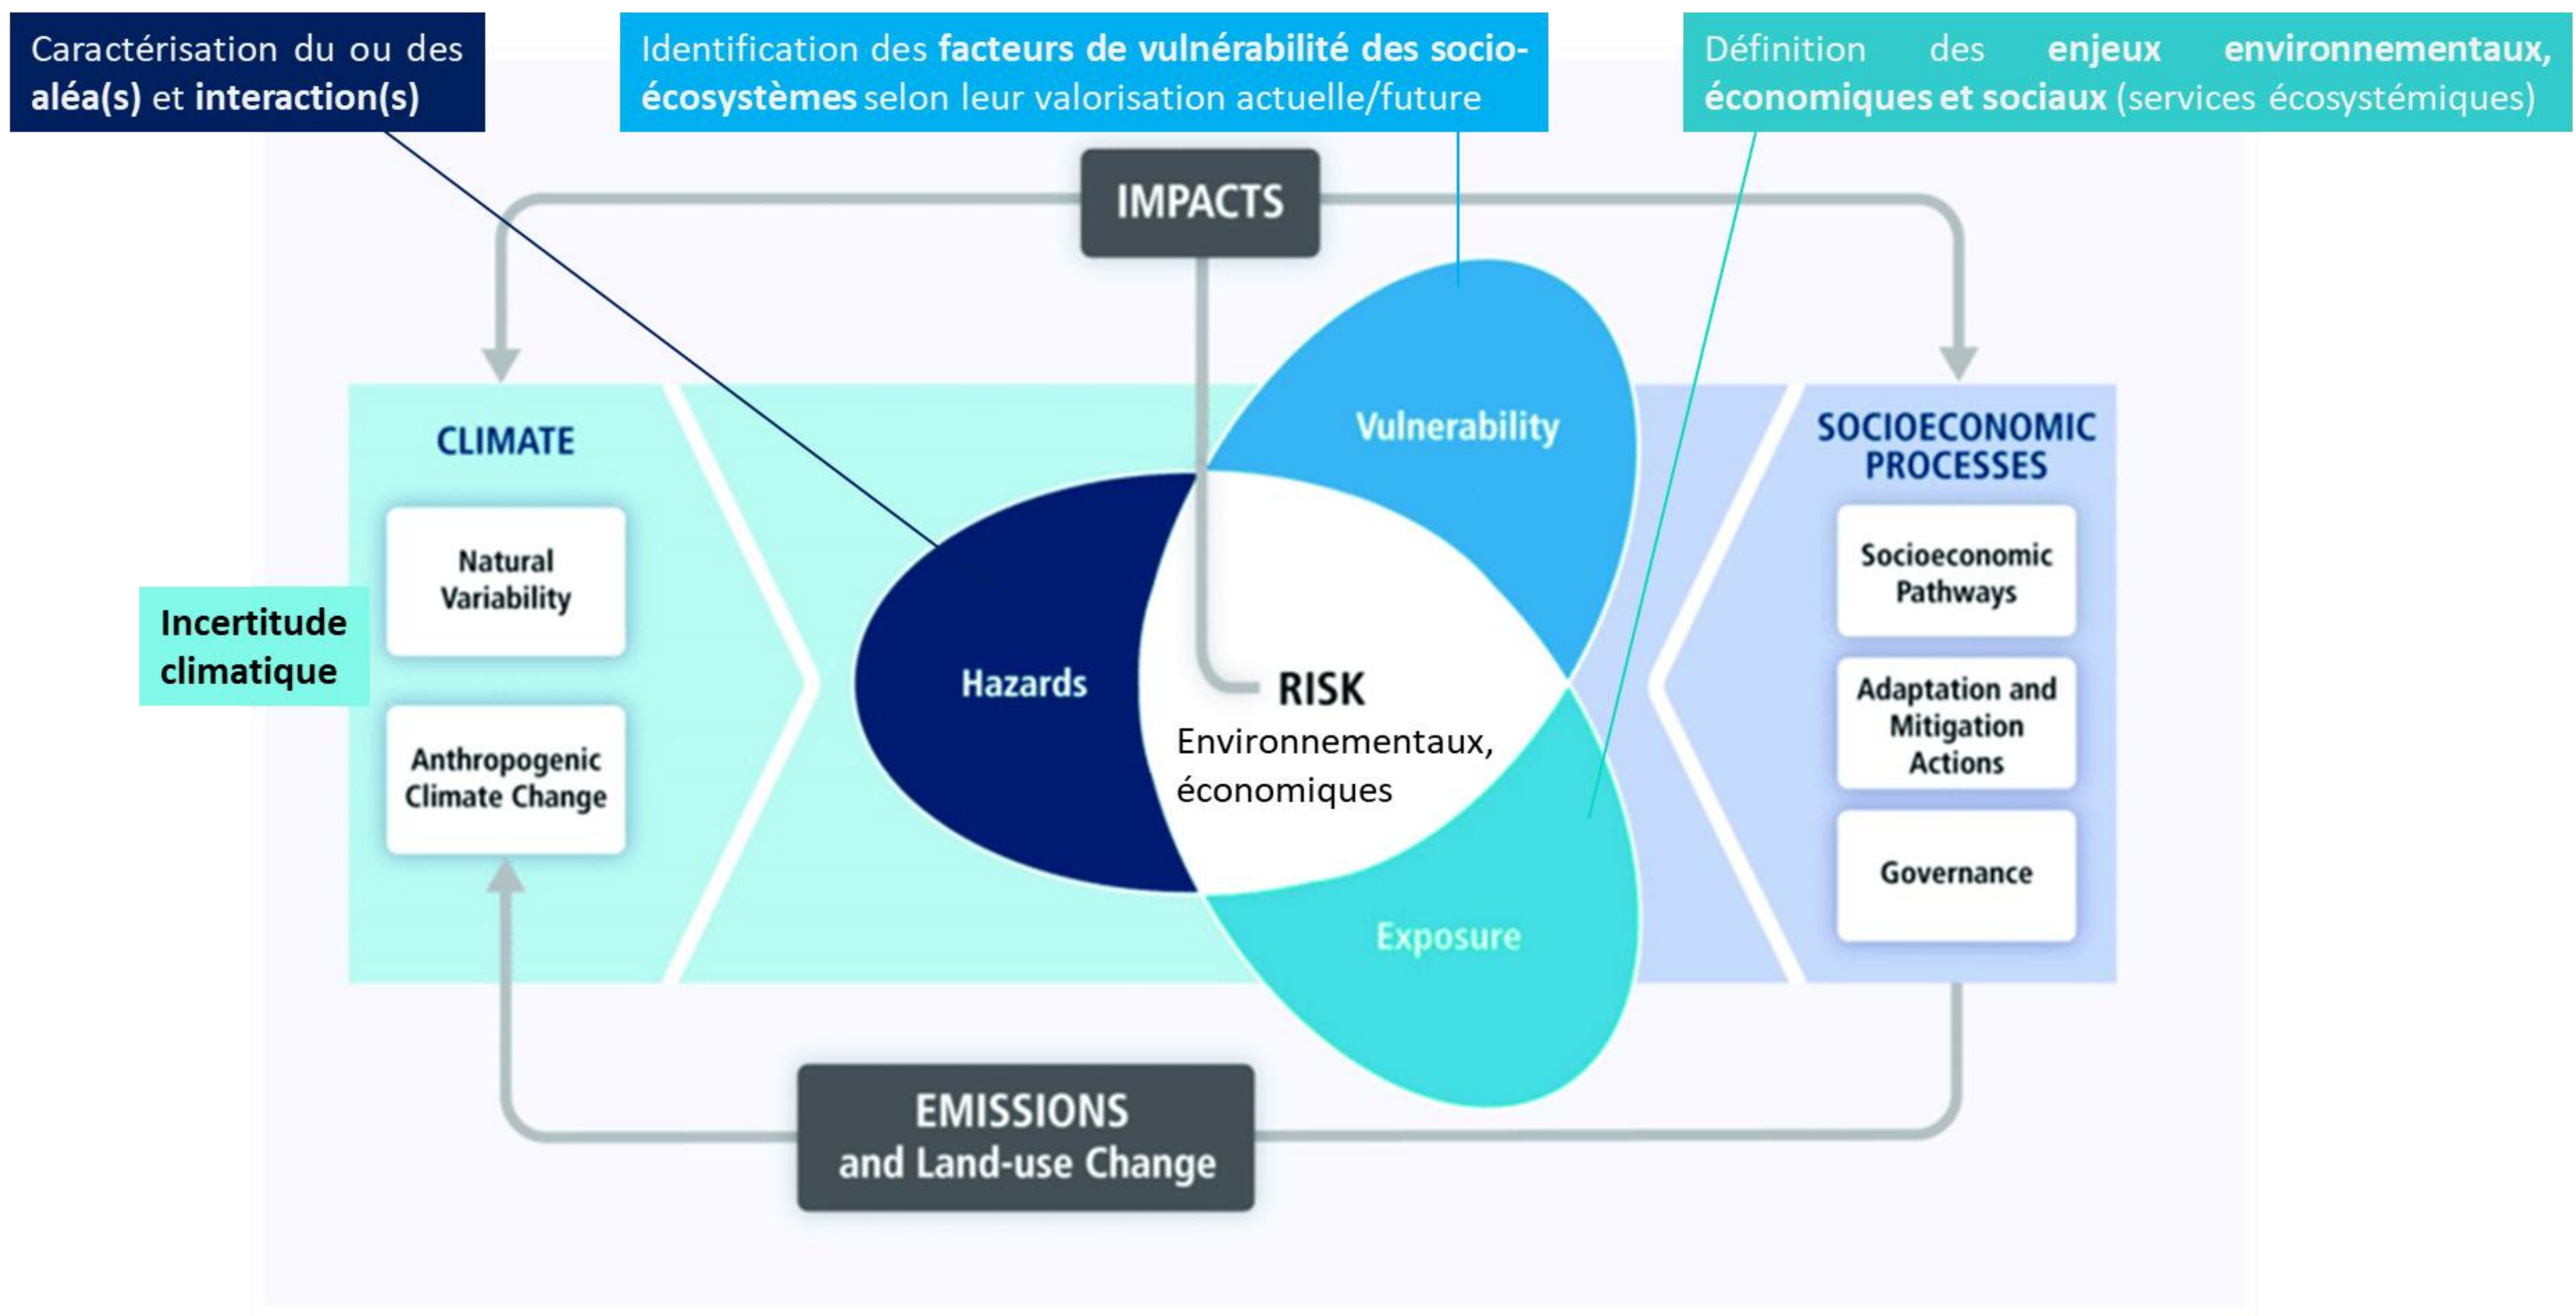 Caractérisation du ou des
aléa(s) et interaction(s)
Identification des facteurs de vulnérabilité des socio-
écosystèmes selon leur valorisation actuelle/future
Définition des enjeux environnementaux,
économiques et sociaux (services écosystémiques)
IMPACTS
CLIMATE
Natural
Variability
Anthropogenic
Climate Change
Incertitude
climatique
Vulnerability
Hazards
RISK
Environnementaux,
économiques
Exposure
SOCIOECONOMIC
PROCESSES
Socioeconomic
Pathways
Adaptation and
Mitigation
Actions
Governance
EMISSIONS
and Land-use Change